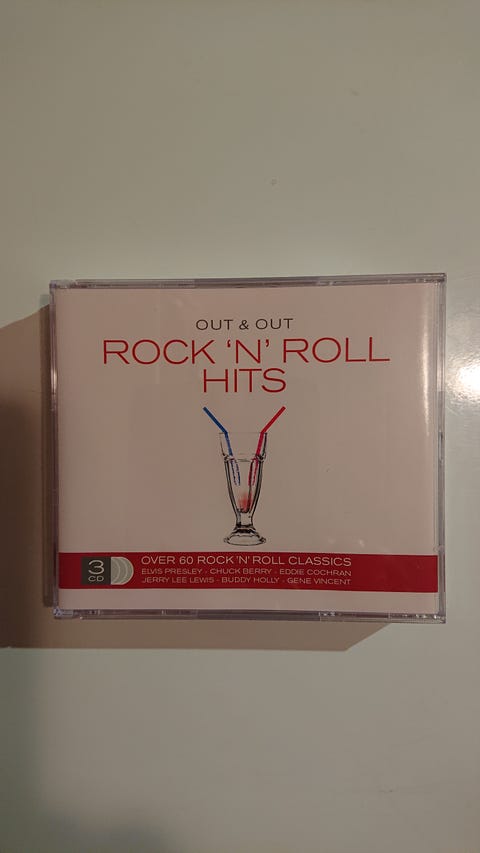 OUT & OUT
ROCK ‘N’ ROLL
HITS
3
CD
OVER 60 ROCK ‘N’ ROLL CLASSICS
ELVIS PRESLEY - CHUCK BERRY - EDDIE COCHRAN
JERRY LEE LEWIS - BUDDY HOLLY - GENE VINCENT